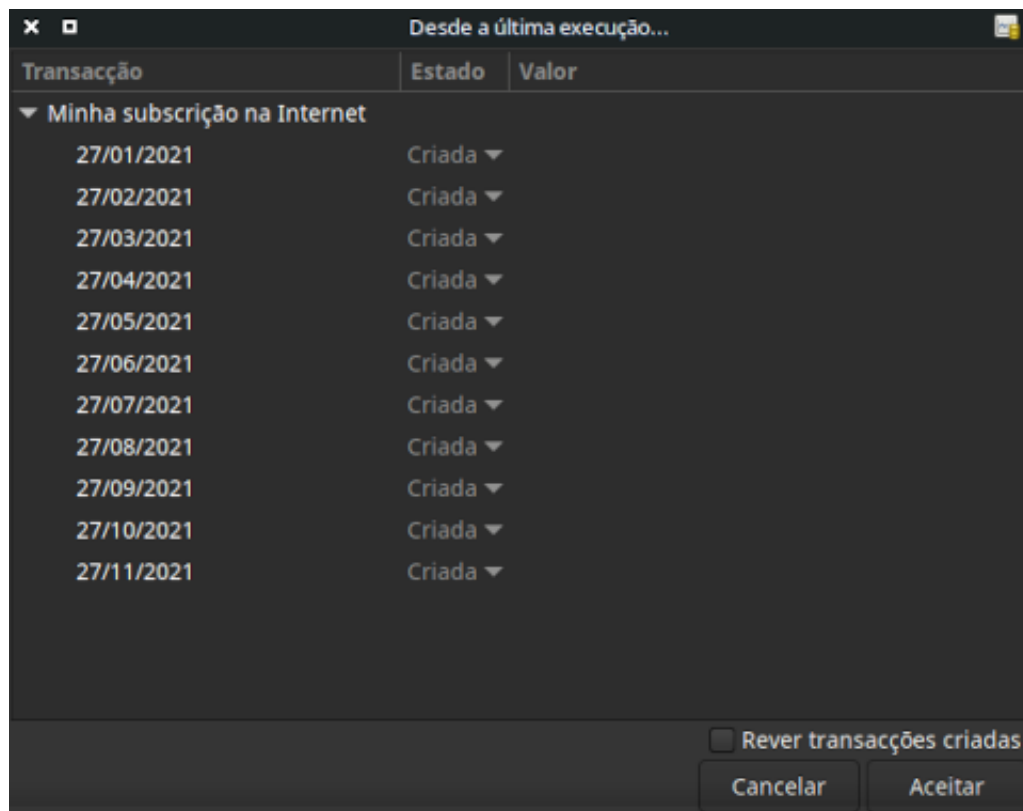 Desde a última execução...
Transacção Estado Valor
Minha subscrição na Internet
27/01/2021 Criada
27/02/2021 Criada
27/03/2021 Criada
27/04/2021 Criada
27/05/2021 Criada
27/06/2021 Criada
27/07/2021 Criada
27/08/2021 Criada
27/09/2021 Criada
27/10/2021 Criada
27/11/2021 Criada
Rever transacções criadas
Cancelar Aceitar